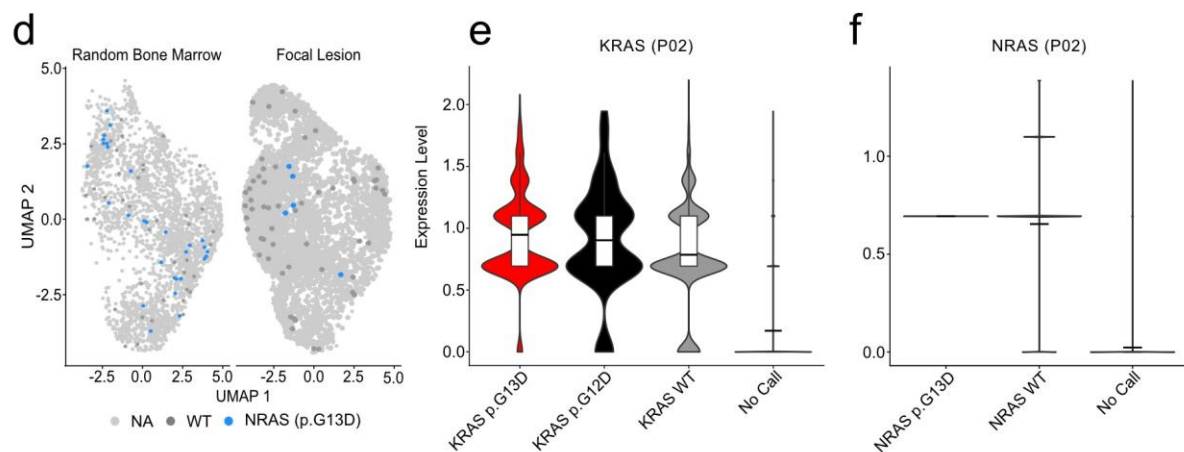 d
Random Bone Marrow
Focal Lesion
UMAP 2
5.0
2.5
0.0
-2.5
-2.5 0.0 2.5 5.0
-2.5 0.0 2.5 5.0
UMAP 1
NA WT NRAS (p.G13D)
e
KRAS (P02)
Expression Level
2.0
1.5
1.0
0.5
0.0
KRAS p.G13D
KRAS p.G12D
KRAS WT
No Call
f
NRAS (P02)
1.0
0.5
0.0
NRAS p.G13D
NRAS WT
No Call